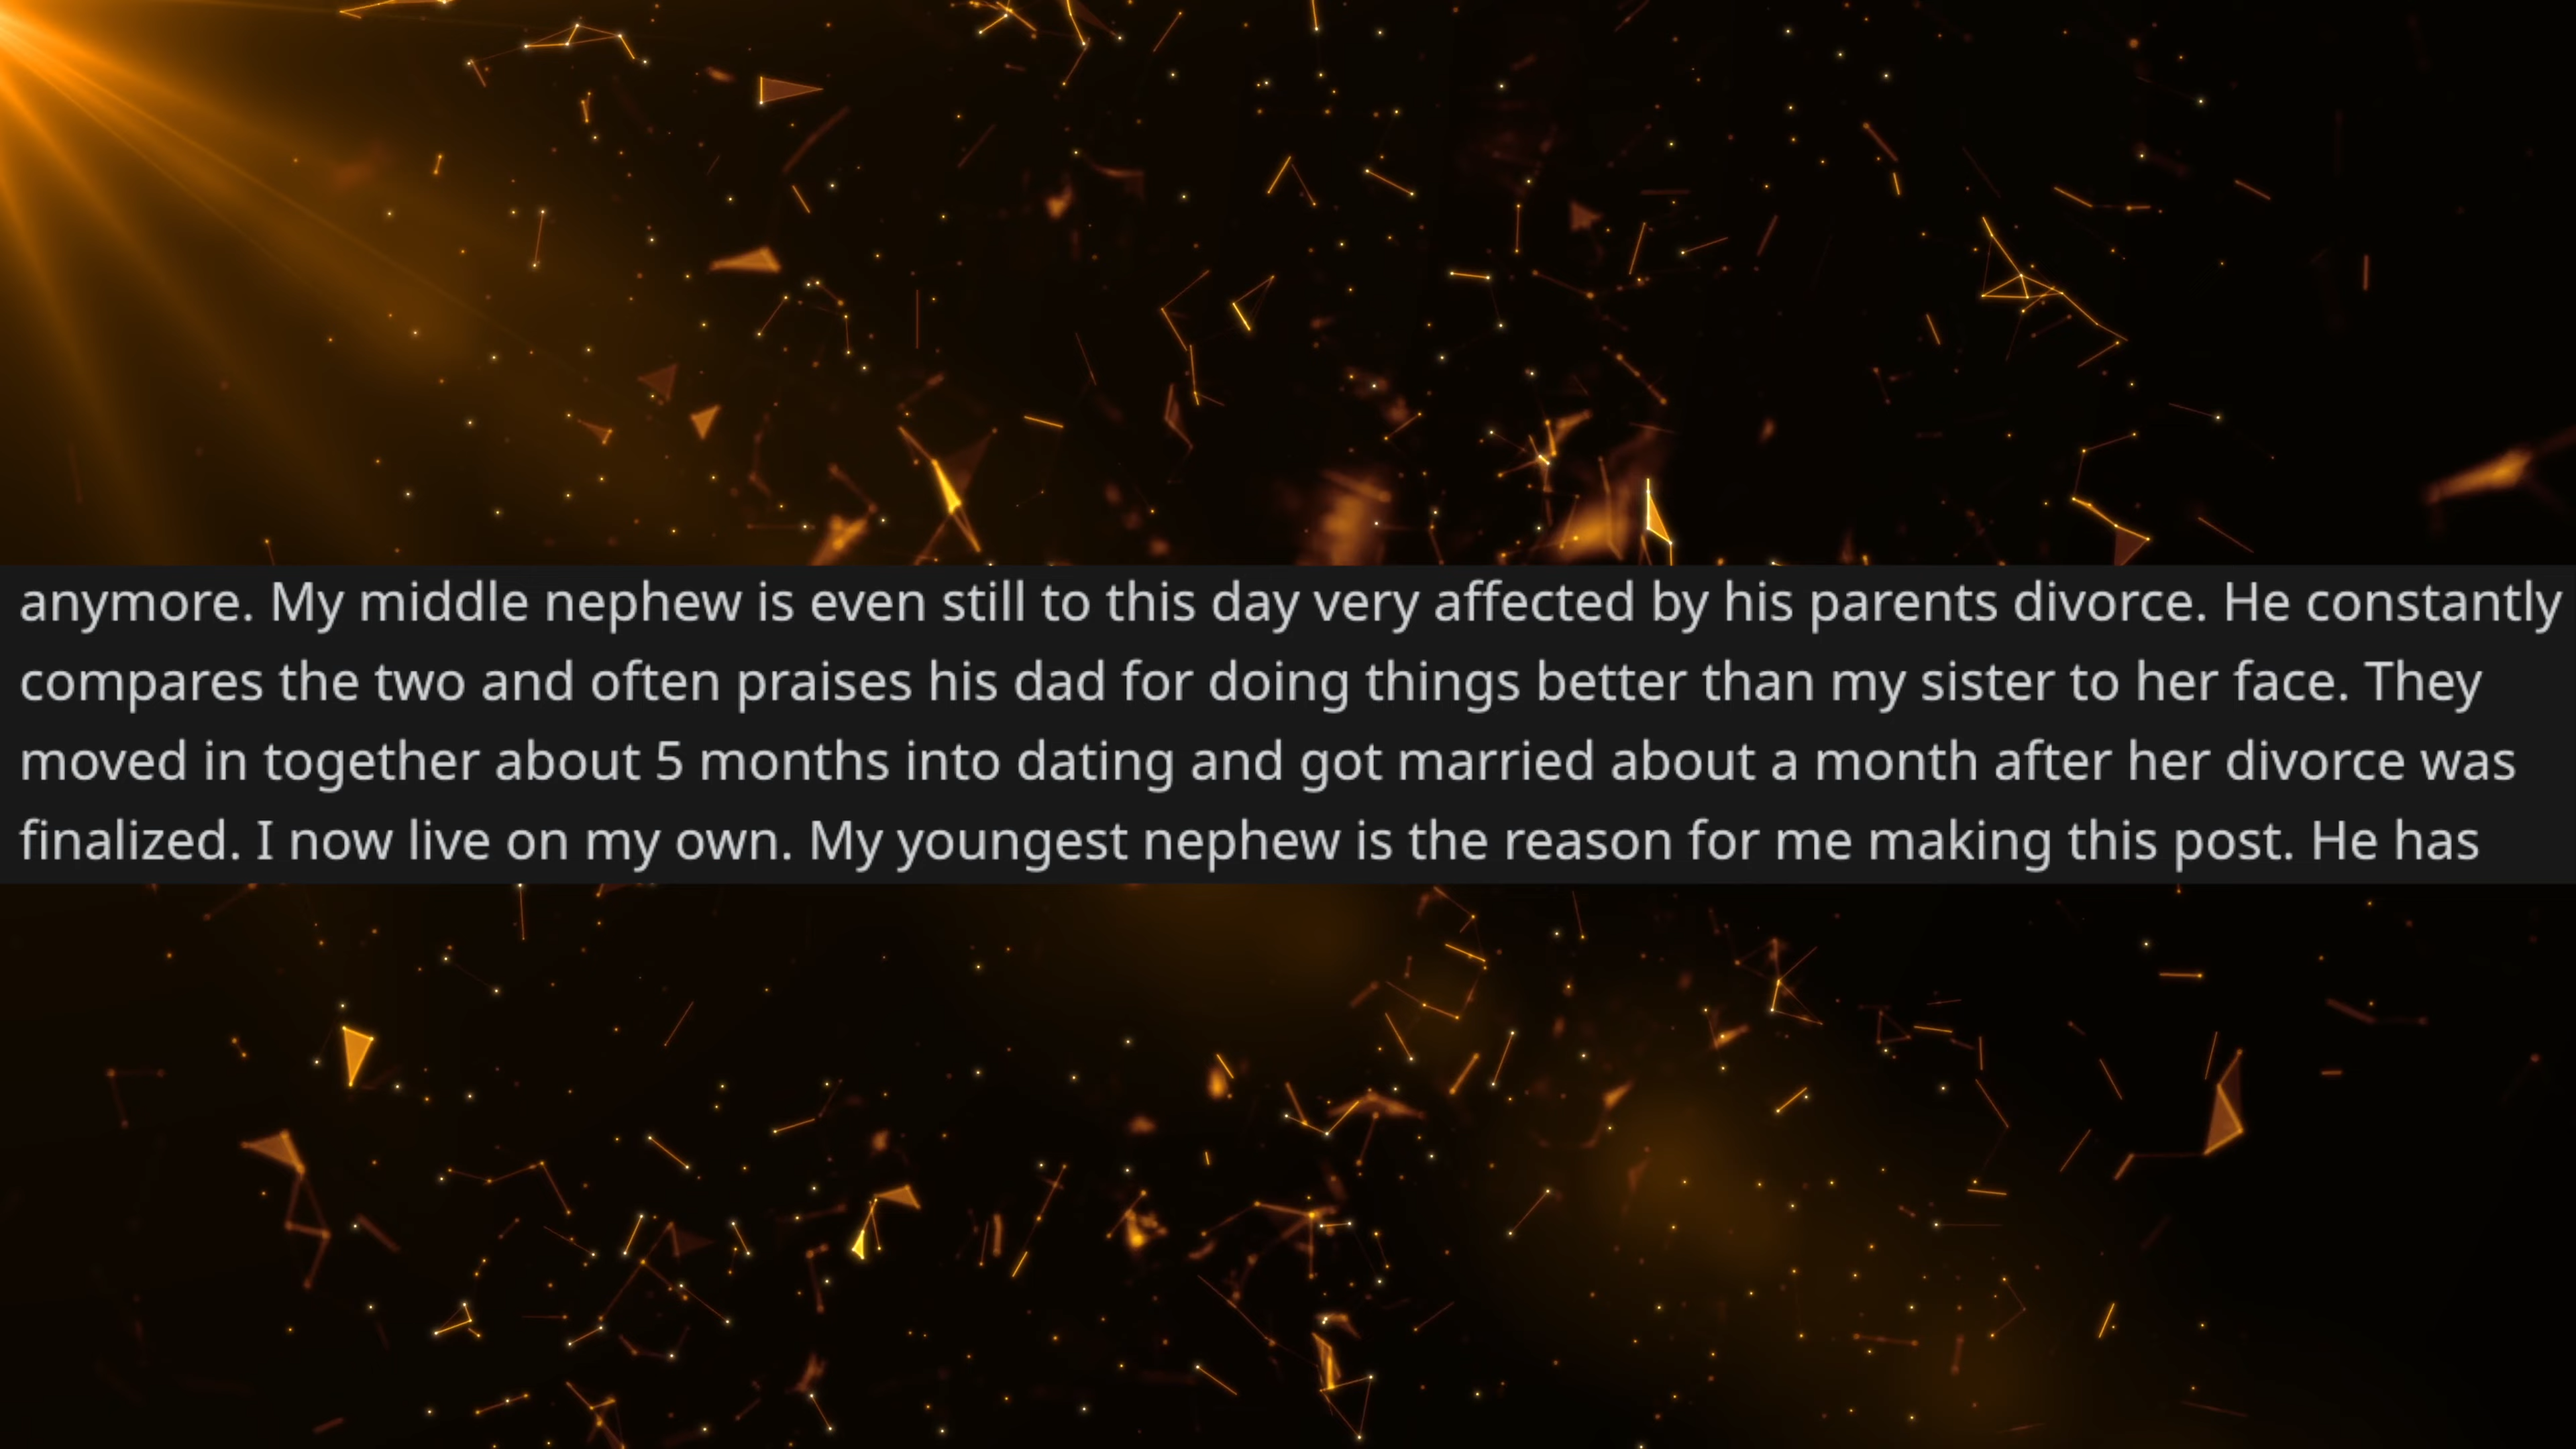 anymore. My middle nephew is even still to this day very affected by his parents divorce. He constantly
compares the two and often praises his dad for doing things better than my sister to her face. They
moved in together about 5 months into dating and got married about a month after her divorce was
finalized. I now live on my own. My youngest nephew is the reason for me making this post. He has